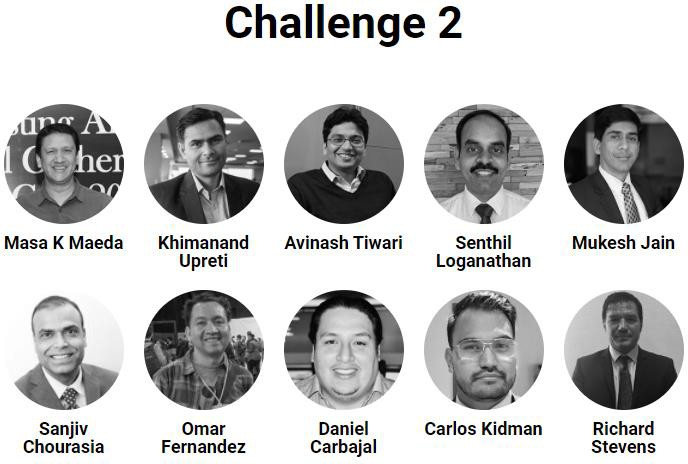 Challenge 2
Masa K Maeda
Khimanand
Upreti
Avinash Tiwari
Senthil
Loganathan
Mukesh Jain
Sanjiv
Chourasia
Omar
Fernandez
Daniel
Carbajal
Carlos Kidman
Richard
Stevens